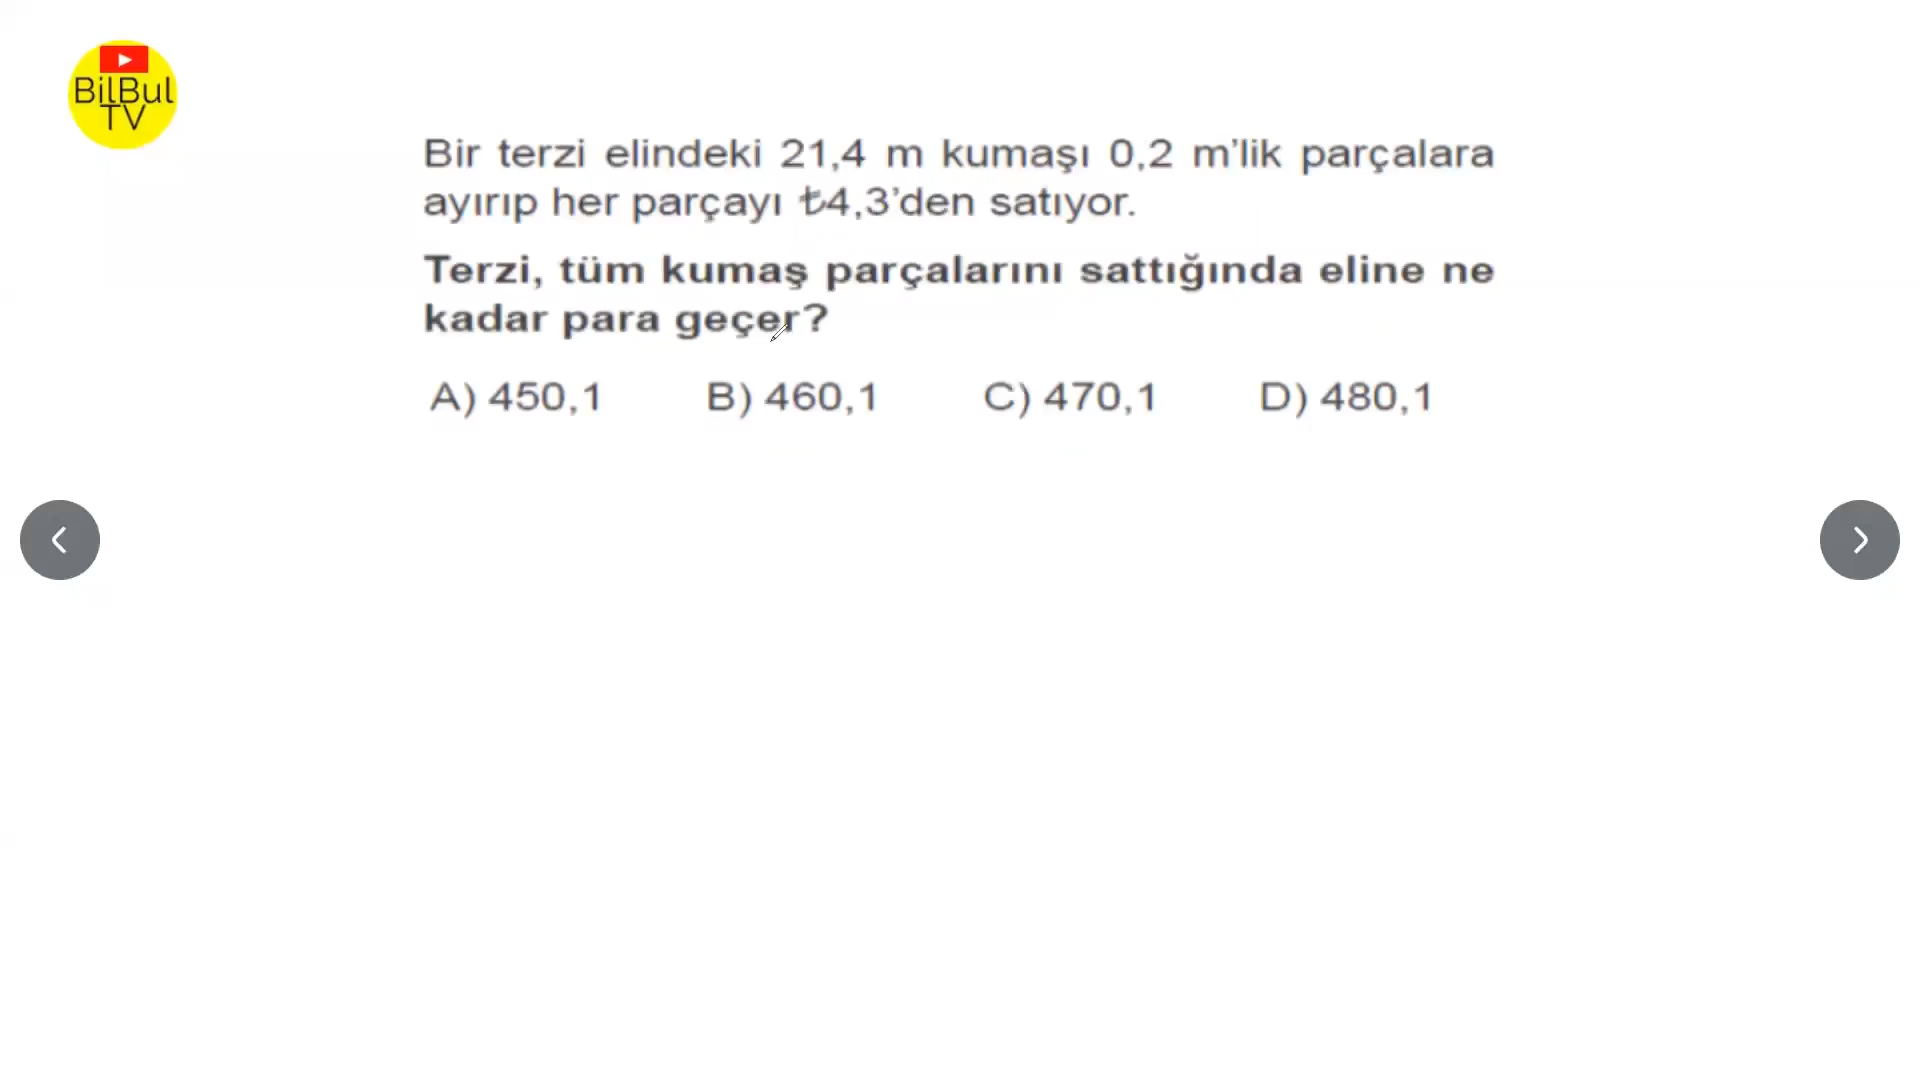 BilBul
TV
Bir terzi elindeki 21,4 m kumaşı 0,2 m'lik parçalara
ayırıp her parçayı ₺4,3'den satıyor.
Terzi, tüm kumaş parçalarını sattığında eline ne
kadar para geçer?
A) 450,1 B) 460,1 C) 470,1 D) 480,1